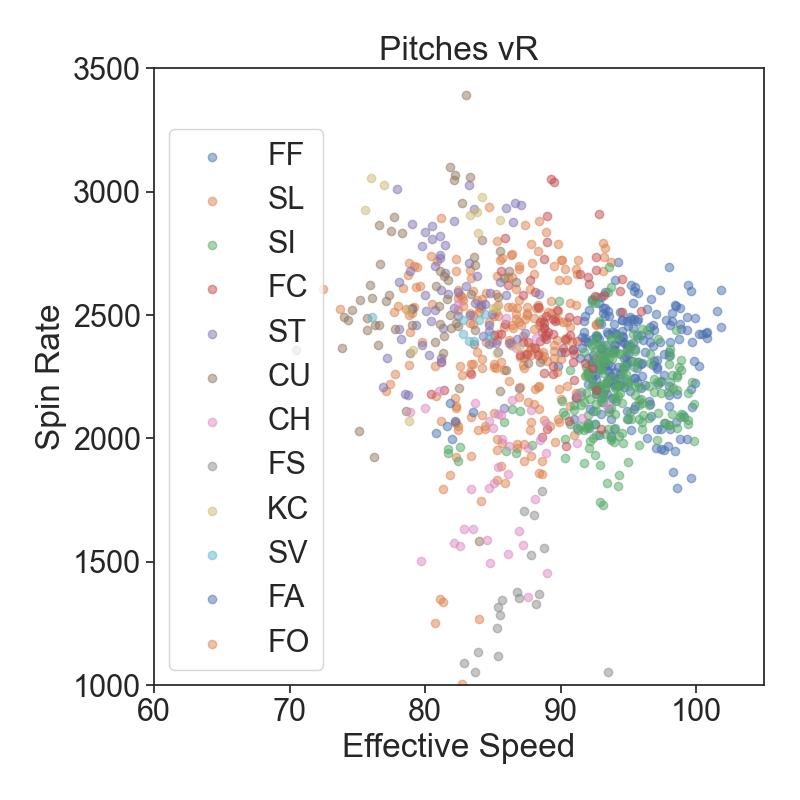 Pitches vR
3500
3000
2500
2000
1500
1000
Spin Rate
FF
SL
SI
FC
ST
CU
CH
FS
KC
SV
FA
FO
60 70 80 90 100
Effective Speed